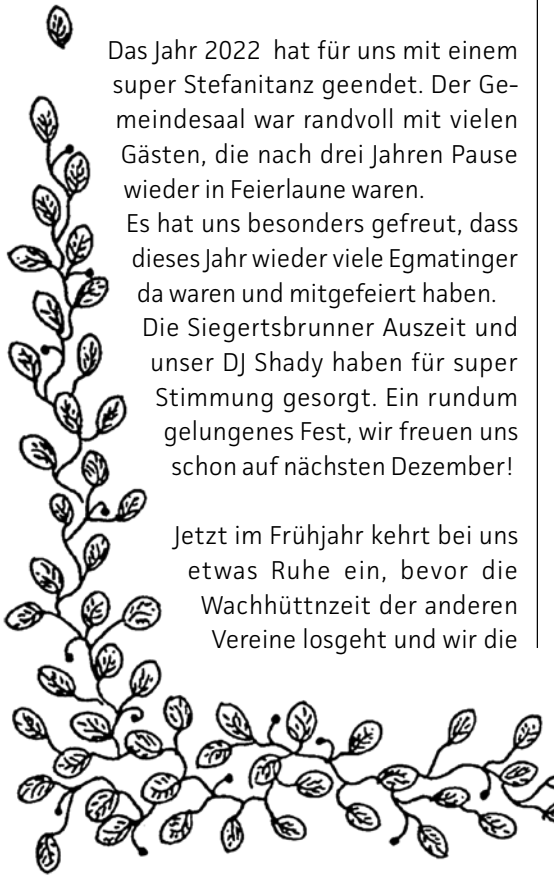 Das Jahr 2022 hat für uns mit einem
super Stefanitanz geendet. Der Ge-
meindesaal war randvoll mit vielen
Gästen, die nach drei Jahren Pause
wieder in Feierlaune waren.
Es hat uns besonders gefreut, dass
dieses Jahr wieder viele Egmatinger
da waren und mitgefeiert haben.
Die Siegertsbrunner Auszeit und
unser DJ Shady haben für super
Stimmung gesorgt. Ein rundum
gelungenes Fest, wir freuen uns
schon auf nächsten Dezember!
Jetzt im Frühjahr kehrt bei uns
etwas Ruhe ein, bevor die
Wachhüttnzeit der anderen
Vereine losgeht und wir die